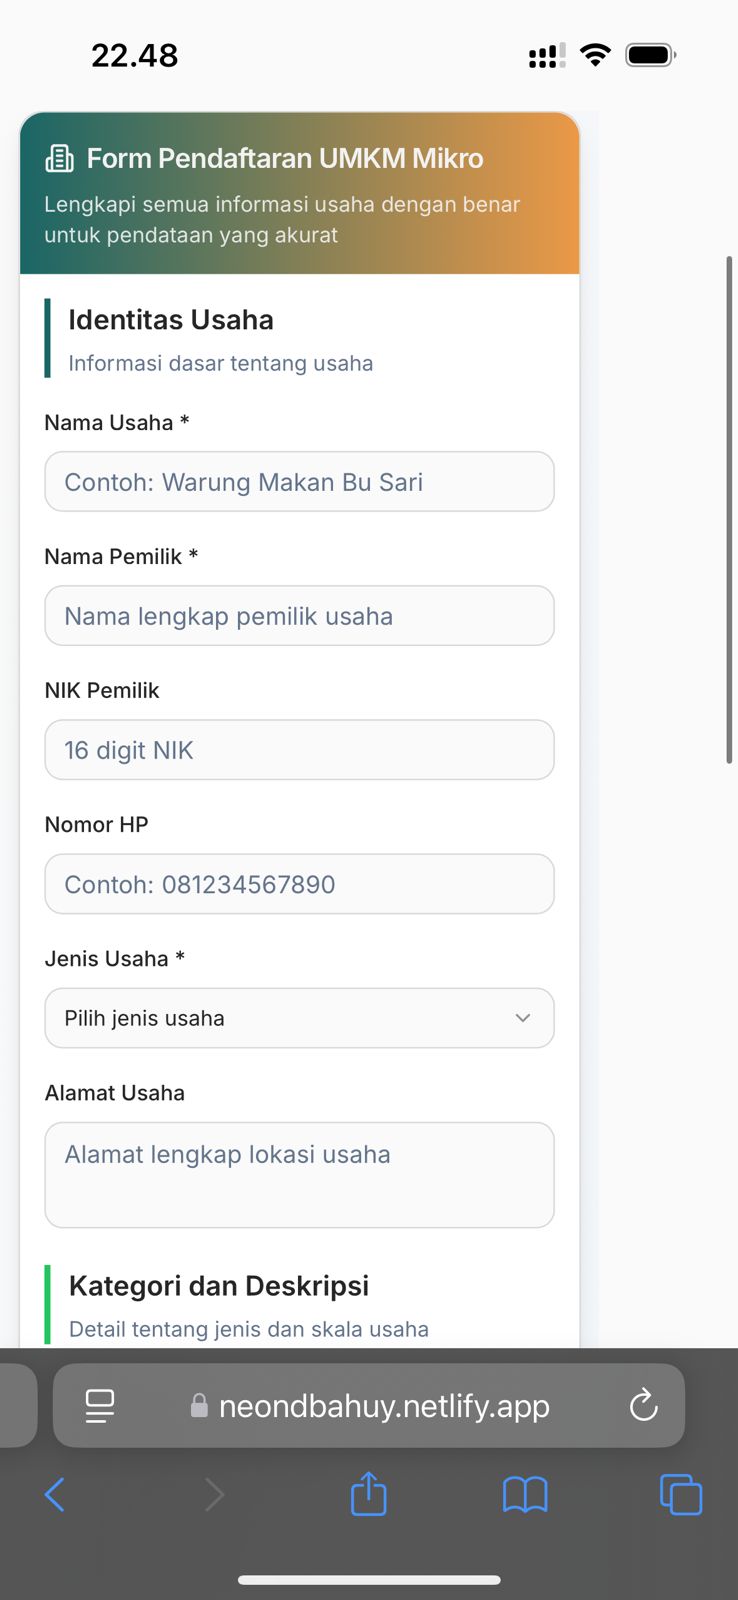 22.48
Form Pendaftaran UMKM Mikro
Lengkapi semua informasi usaha dengan benar
untuk pendataan yang akurat
Identitas Usaha
Informasi dasar tentang usaha
Nama Usaha *
Contoh: Warung Makan Bu Sari
Nama Pemilik *
Nama lengkap pemilik usaha
NIK Pemilik
16 digit NIK
Nomor HP
Contoh: 081234567890
Jenis Usaha *
Pilih jenis usaha
Alamat Usaha
Alamat lengkap lokasi usaha
Kategori dan Deskripsi
Detail tentang jenis dan skala usaha
neondbahuy.netlify.app